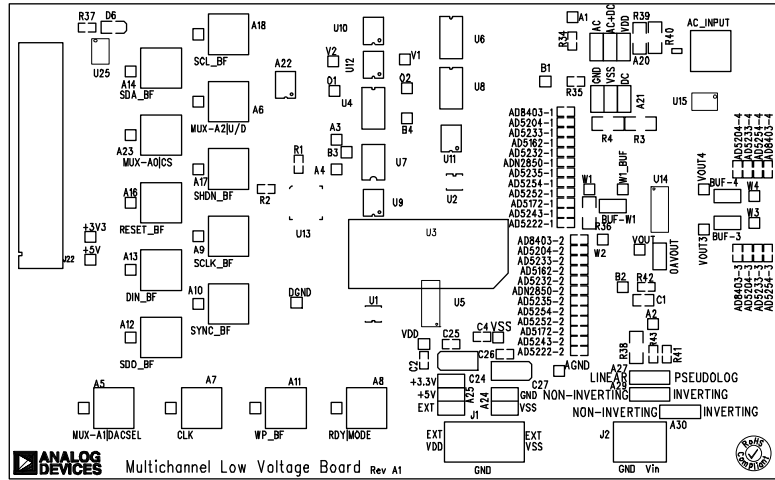 R37 D6
U25
A14
SDA_BF
A18
SCL_BF
A22
U10
V2
U12
O1
U4
V1
O2
B4
U6
U8
A1
R34
AC
AC+DC
VDD
R39
R40
A20
AC_INPUT
B1
R35
GND
VSS
DC
A21
U15
R4 R3
A6
MUX-A2|U/D
A23
MUX-A0|CS
R1
A3
B3
A4
U7
U11
U2
A17
SHDN_BF
R2
U13
U9
A16
RESET_BF
AD8403-1
AD5204-1
AD5233-1
AD5162-1
AD5232-1
ADN2850-1
AD5235-1
AD5254-1
AD5252-1
AD5172-1
AD5243-1
AD5222-1
W1
W1_BUF
BUF-W1
R36
W2
U14
VOUT4
BUF-4
W4
W3
BUF-3
VOUT3
AD5204-4
AD5233-4
AD5254-4
AD8403-4
+3V3
+5V
J22
A9
SCLK_BF
A13
DIN_BF
A10
SYNC_BF
DGND
A12
SDO_BF
U3
U5
U1
AD8403-2
AD5204-2
AD5233-2
AD5162-2
AD5232-2
ADN2850-2
AD5235-2
AD5254-2
AD5252-2
AD5172-2
AD5243-2
AD5222-2
VOUT
OAVOUT
B2
R42
C1
A2
AD8403-3
AD5204-3
AD5233-3
AD5254-3
VDD
C25
C4
VSS
C2
C26
C24
C27
AGND
R38
R43
R41
A27
LINEAR PSEUDOLOG
A29
NON-INVERTING INVERTING
NON-INVERTING INVERTING
A30
+3.3V
+5V
EXT
A25
A24
GND
VSS
A5
MUX-A1|DACSEL
A7
CLK
A11
WP_BF
A8
RDY|MODE
J1
EXT
VDD
EXT
VSS
GND
J2
GND Vin
ANALOG
DEVICES
Multichannel Low Voltage Board Rev A1
RoHS
Compliant